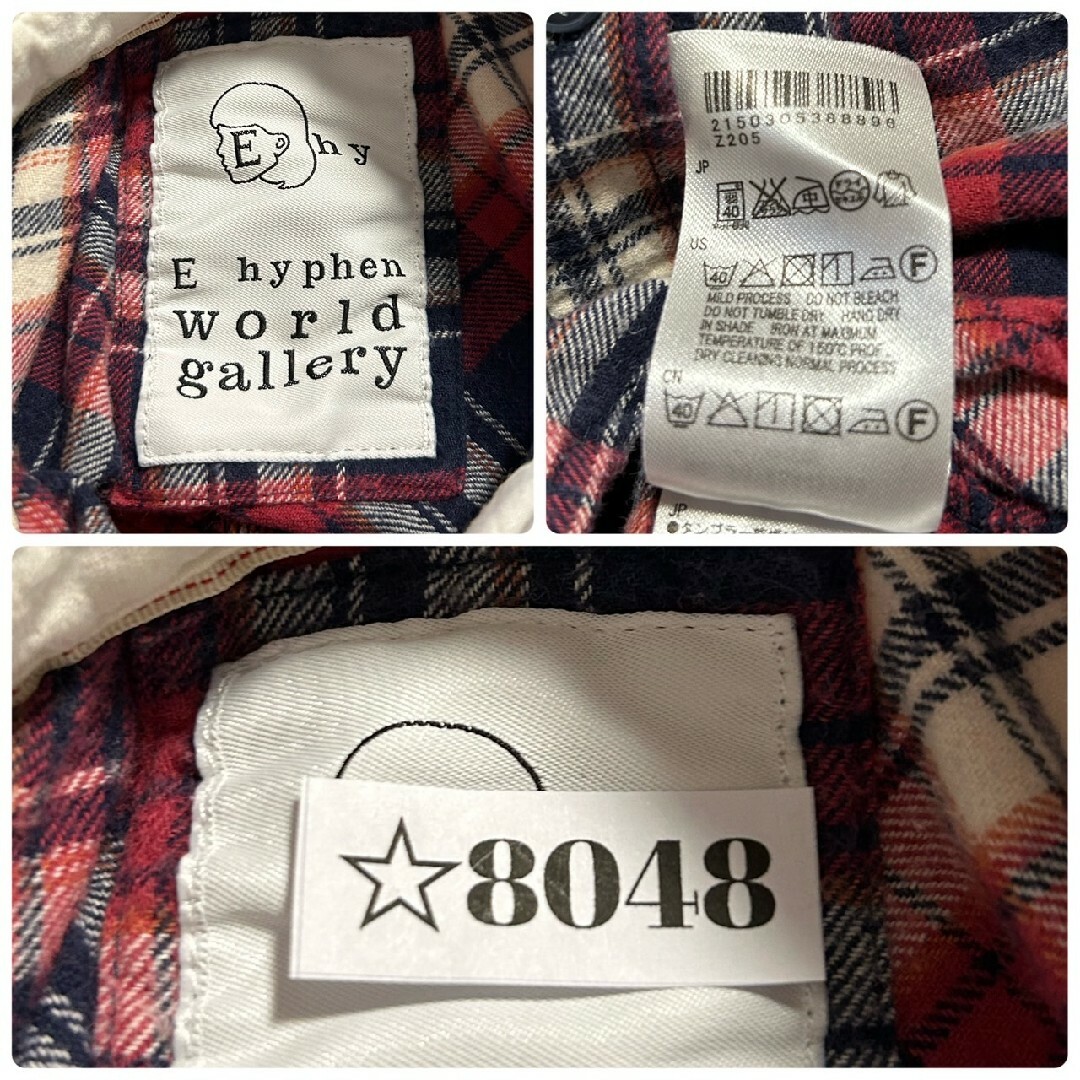 E hy
E hyphen
world
gallery
2150305388896
Z205
JP
40
US
40
F
MILD PROCESS DO NOT BLEACH
DO NOT TUMBLE DRY HANG DRY
IN SHADE IRON AT MAXIMUM
TEMPERATURE OF 150℃ PROF.
DRY CLEANING NORMAL PROCESS
CN
40
F
JP
☆8048